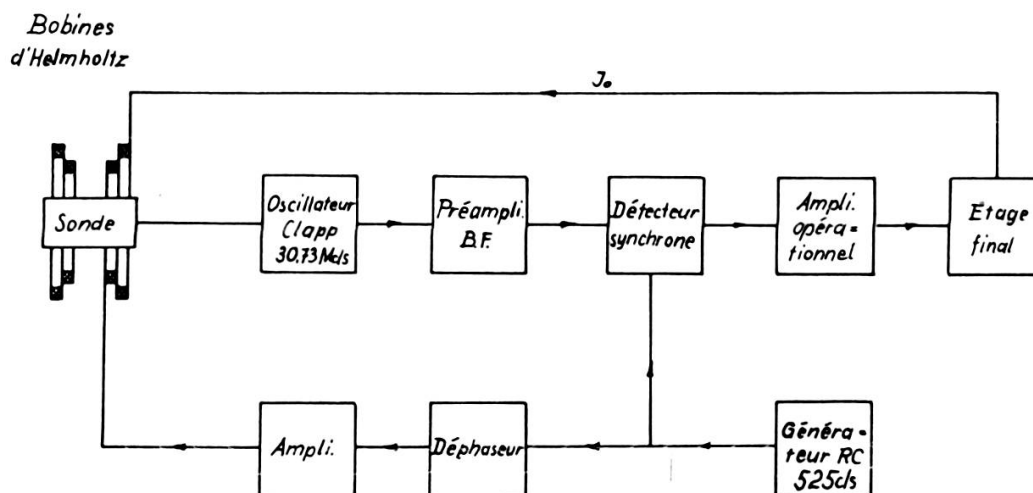 Bobines
d'Helmholtz
J₀
Sonde
Oscillateur
Clapp
30,73 Mc/s
Préampli.
B.F.
Détecteur
synchrone
Ampli.
opéra-
tionnel
Etage
final
Ampli.
Déphaseur
Généra-
teur RC
525c/s